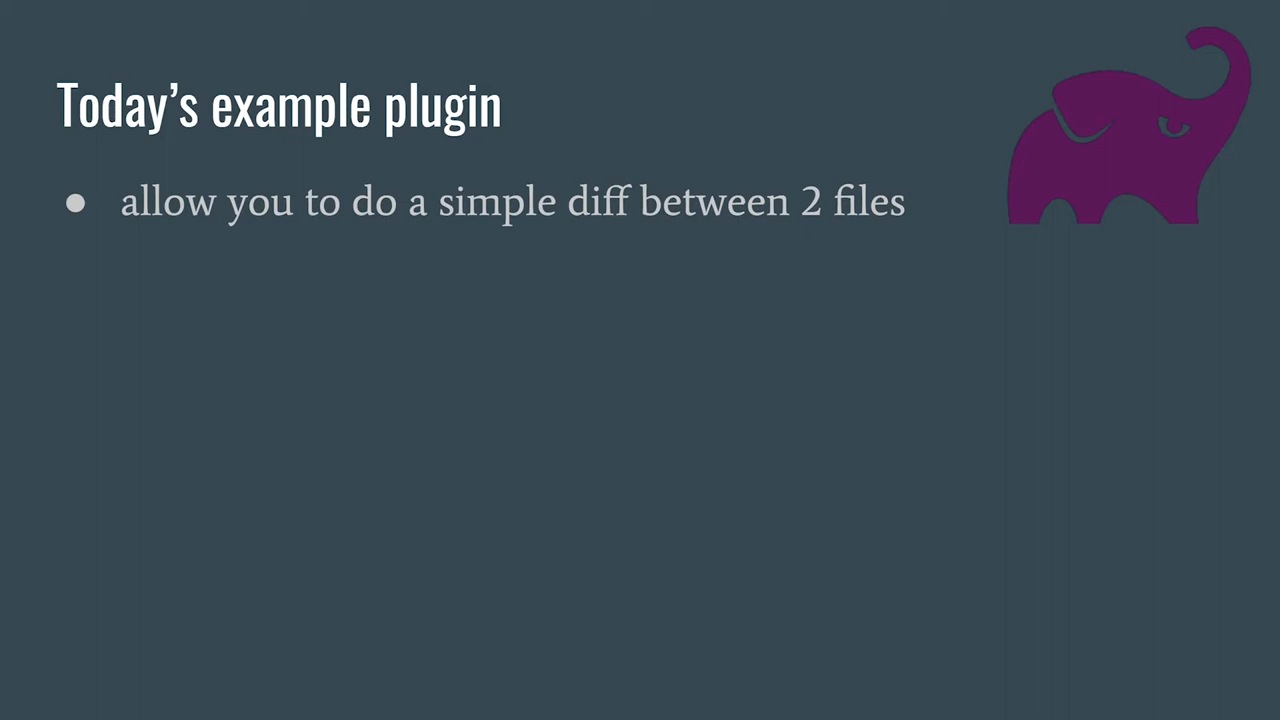 Today’s example plugin
● allow you to do a simple diff between 2 files